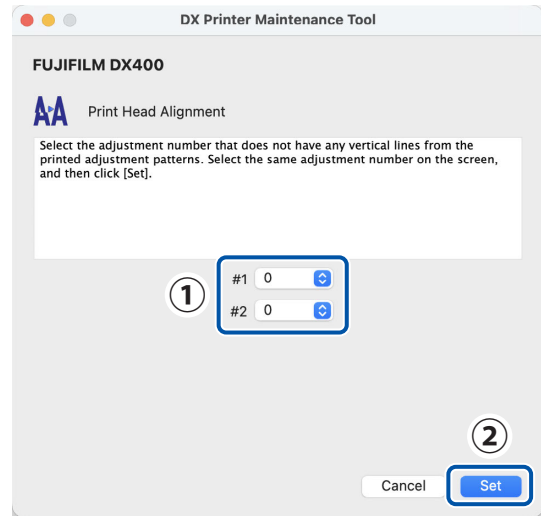 DX Printer Maintenance Tool
FUJIFILM DX400
Print Head Alignment
Select the adjustment number that does not have any vertical lines from the
printed adjustment patterns. Select the same adjustment number on the screen,
and then click [Set].
① #1 0
#2 0
②
Cancel Set